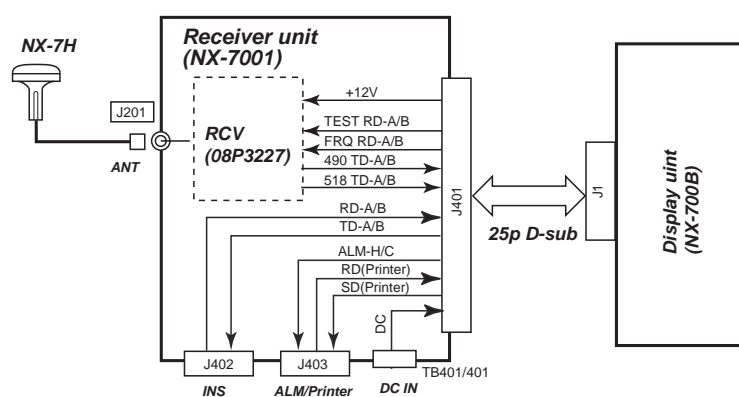 NX-7H
Receiver unit
(NX-7001)
J201
ANT
RCV
(08P3227)
+12V
TEST RD-A/B
FRQ RD-A/B
490 TD-A/B
518 TD-A/B
RD-A/B
TD-A/B
ALM-H/C
RD(Printer)
SD(Printer)
DC
J401
25p D-sub
J1
Display uint
(NX-700B)
J402
J403
TB401/401
INS
ALM/Printer
DC IN